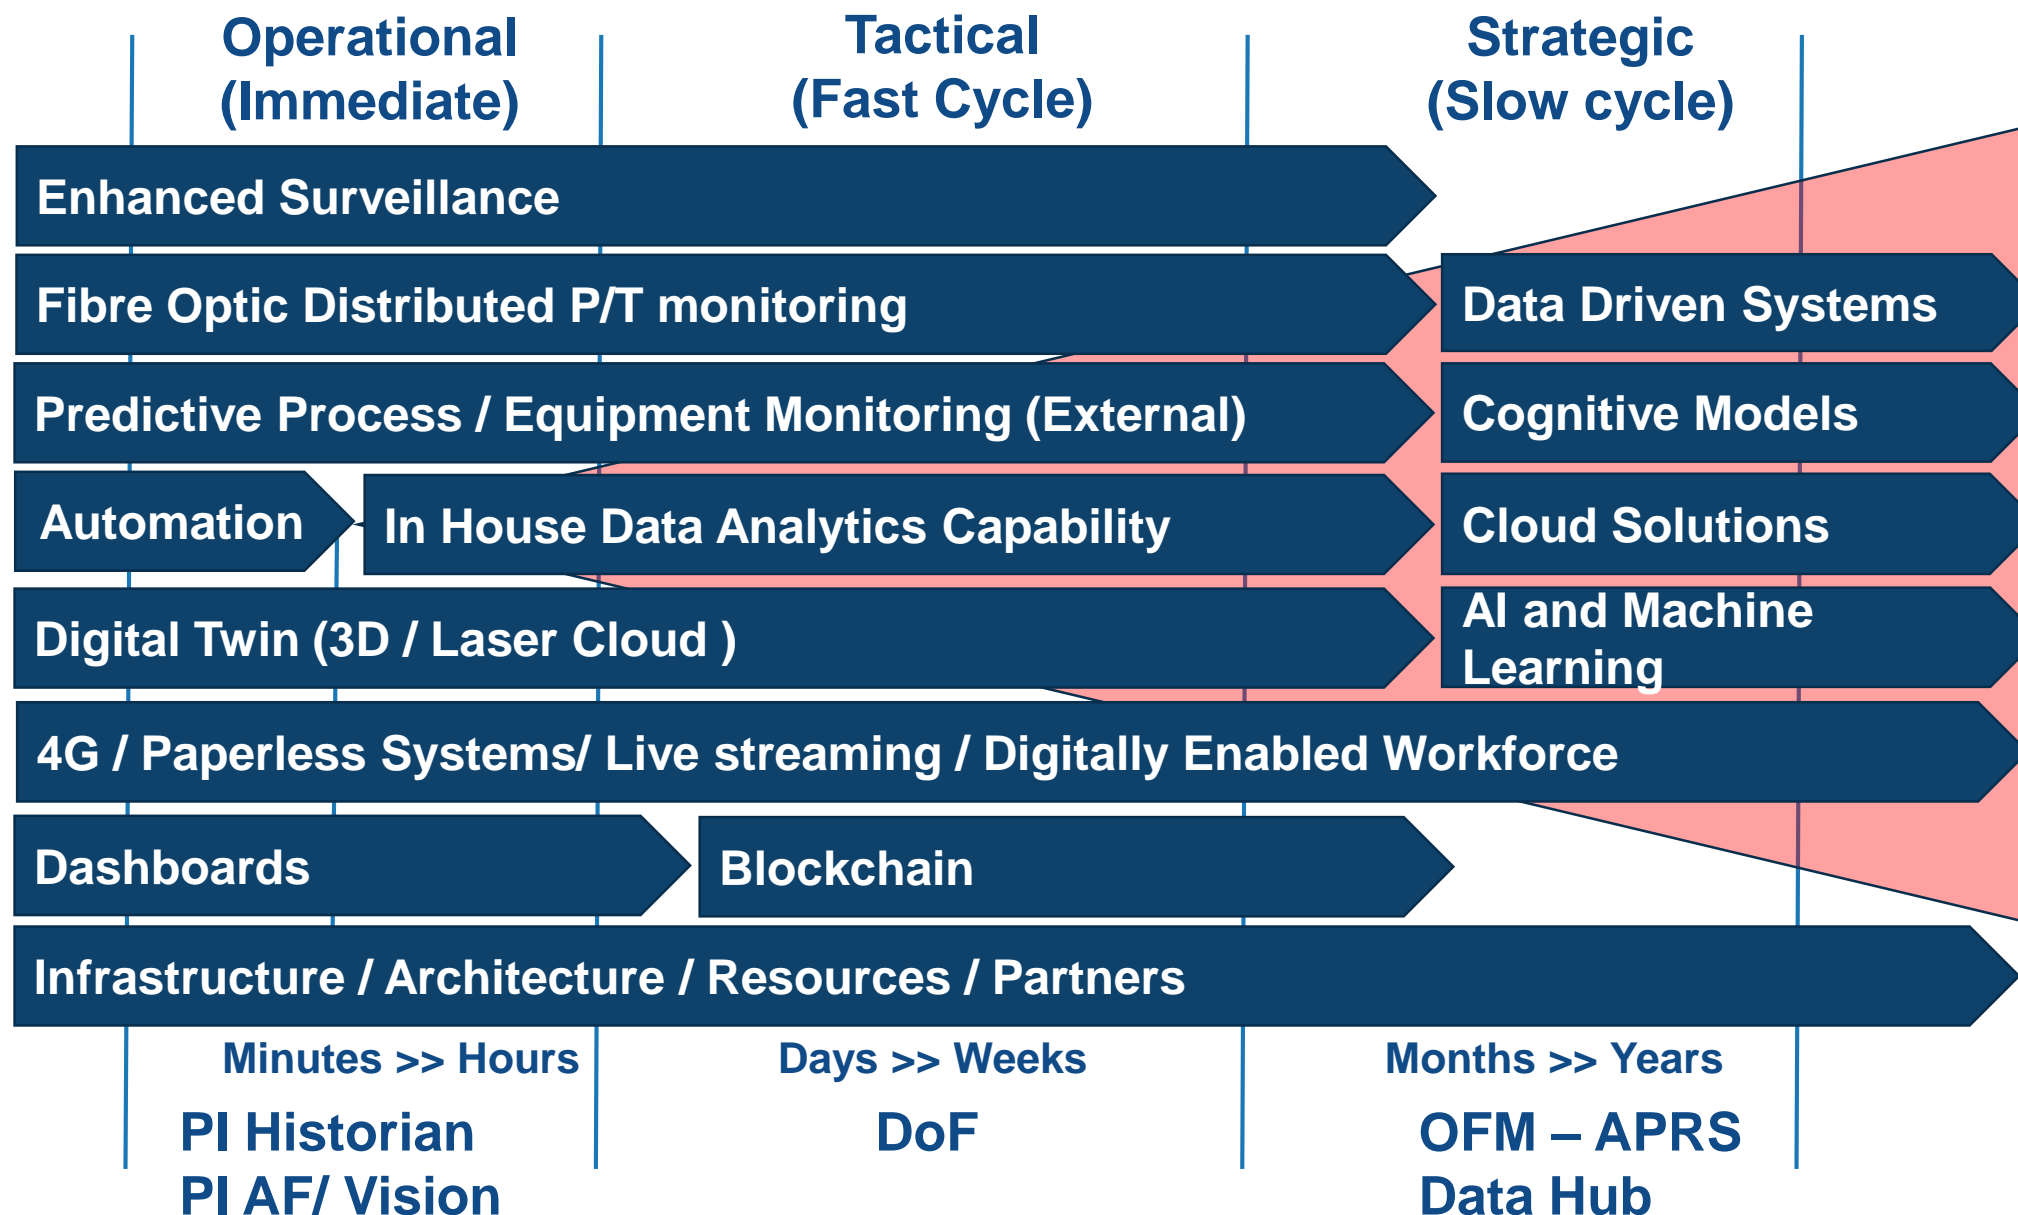 Operational
(Immediate)
Tactical
(Fast Cycle)
Strategic
(Slow cycle)
Enhanced Surveillance
Fibre Optic Distributed P/T monitoring
Data Driven Systems
Predictive Process / Equipment Monitoring (External)
Cognitive Models
Automation
In House Data Analytics Capability
Cloud Solutions
Digital Twin (3D / Laser Cloud )
AI and Machine
Learning
4G / Paperless Systems/ Live streaming / Digitally Enabled Workforce
Dashboards
Blockchain
Infrastructure / Architecture / Resources / Partners
Minutes >> Hours
Days >> Weeks
Months >> Years
PI Historian
PI AF/ Vision
DoF
OFM – APRS
Data Hub